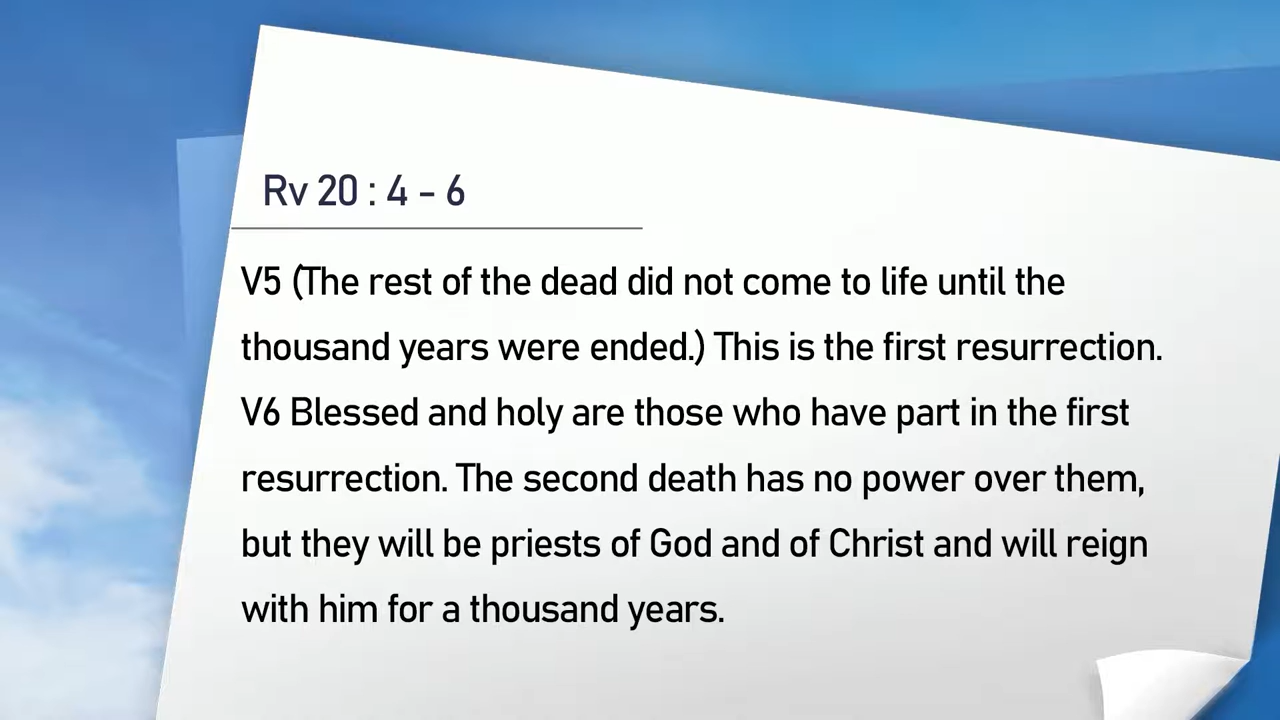 Rv 20 : 4 - 6
V5 (The rest of the dead did not come to life until the
thousand years were ended.) This is the first resurrection.
V6 Blessed and holy are those who have part in the first
resurrection. The second death has no power over them,
but they will be priests of God and of Christ and will reign
with him for a thousand years.